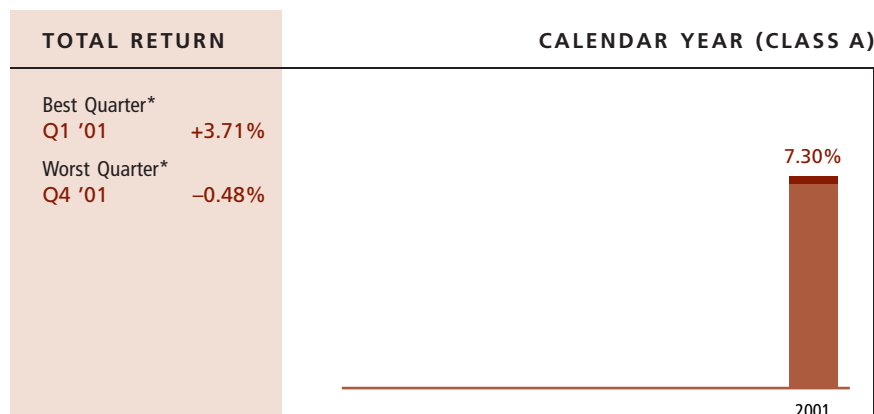 TOTAL RETURN
CALENDAR YEAR (CLASS A)
Best Quarter*
Q1 ’01 +3.71%
Worst Quarter*
Q4 ’01 –0.48%
7.30%
2001